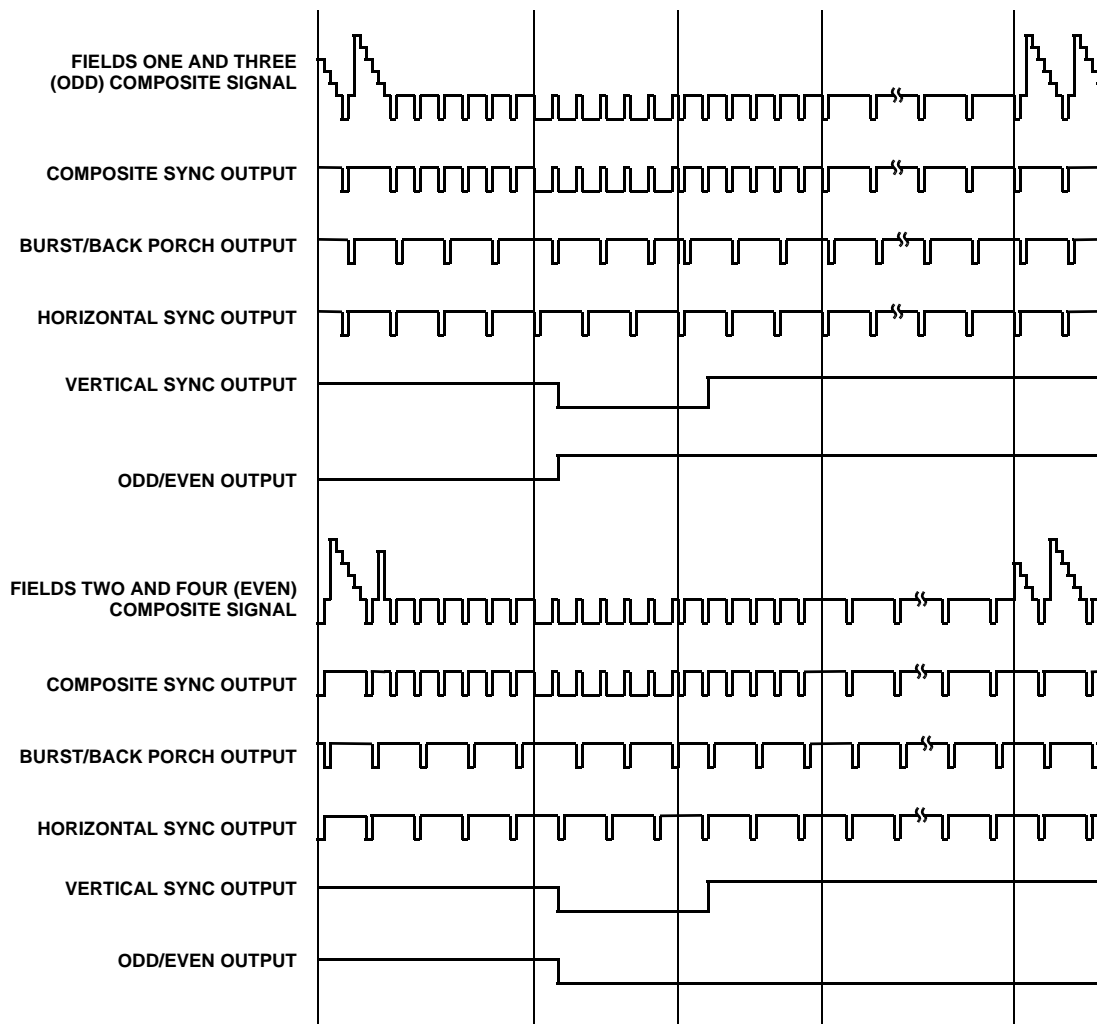 FIELDS ONE AND THREE
(ODD) COMPOSITE SIGNAL
COMPOSITE SYNC OUTPUT
BURST/BACK PORCH OUTPUT
HORIZONTAL SYNC OUTPUT
VERTICAL SYNC OUTPUT
ODD/EVEN OUTPUT
FIELDS TWO AND FOUR (EVEN)
COMPOSITE SIGNAL
COMPOSITE SYNC OUTPUT
BURST/BACK PORCH OUTPUT
HORIZONTAL SYNC OUTPUT
VERTICAL SYNC OUTPUT
ODD/EVEN OUTPUT